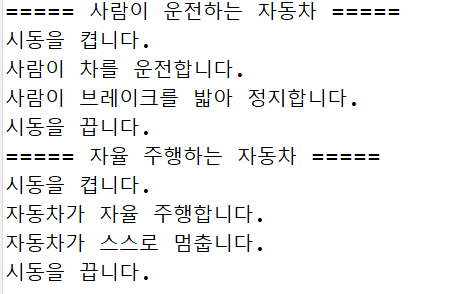 ===== 사람이 운전하는 자동차 =====
시동을 켭니다.
사람이 차를 운전합니다.
사람이 브레이크를 밟아 정지합니다.
시동을 끕니다.
===== 자율 주행하는 자동차 =====
시동을 켭니다.
자동차가 자율 주행합니다.
자동차가 스스로 멈춥니다.
시동을 끕니다.